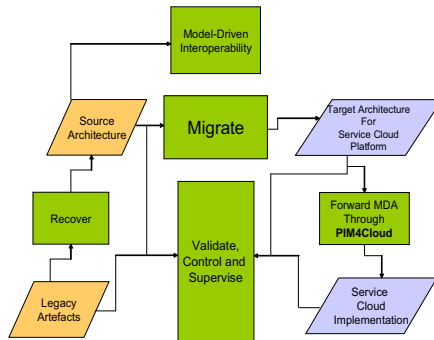 Model-Driven
Interoperability
Source
Architecture
Migrate
Target Architecture
For
Service Cloud
Platform
Recover
Validate,
Control and
Supervise
Forward MDA
Through
PIM4Cloud
Legacy
Artefacts
Service
Cloud
Implementation